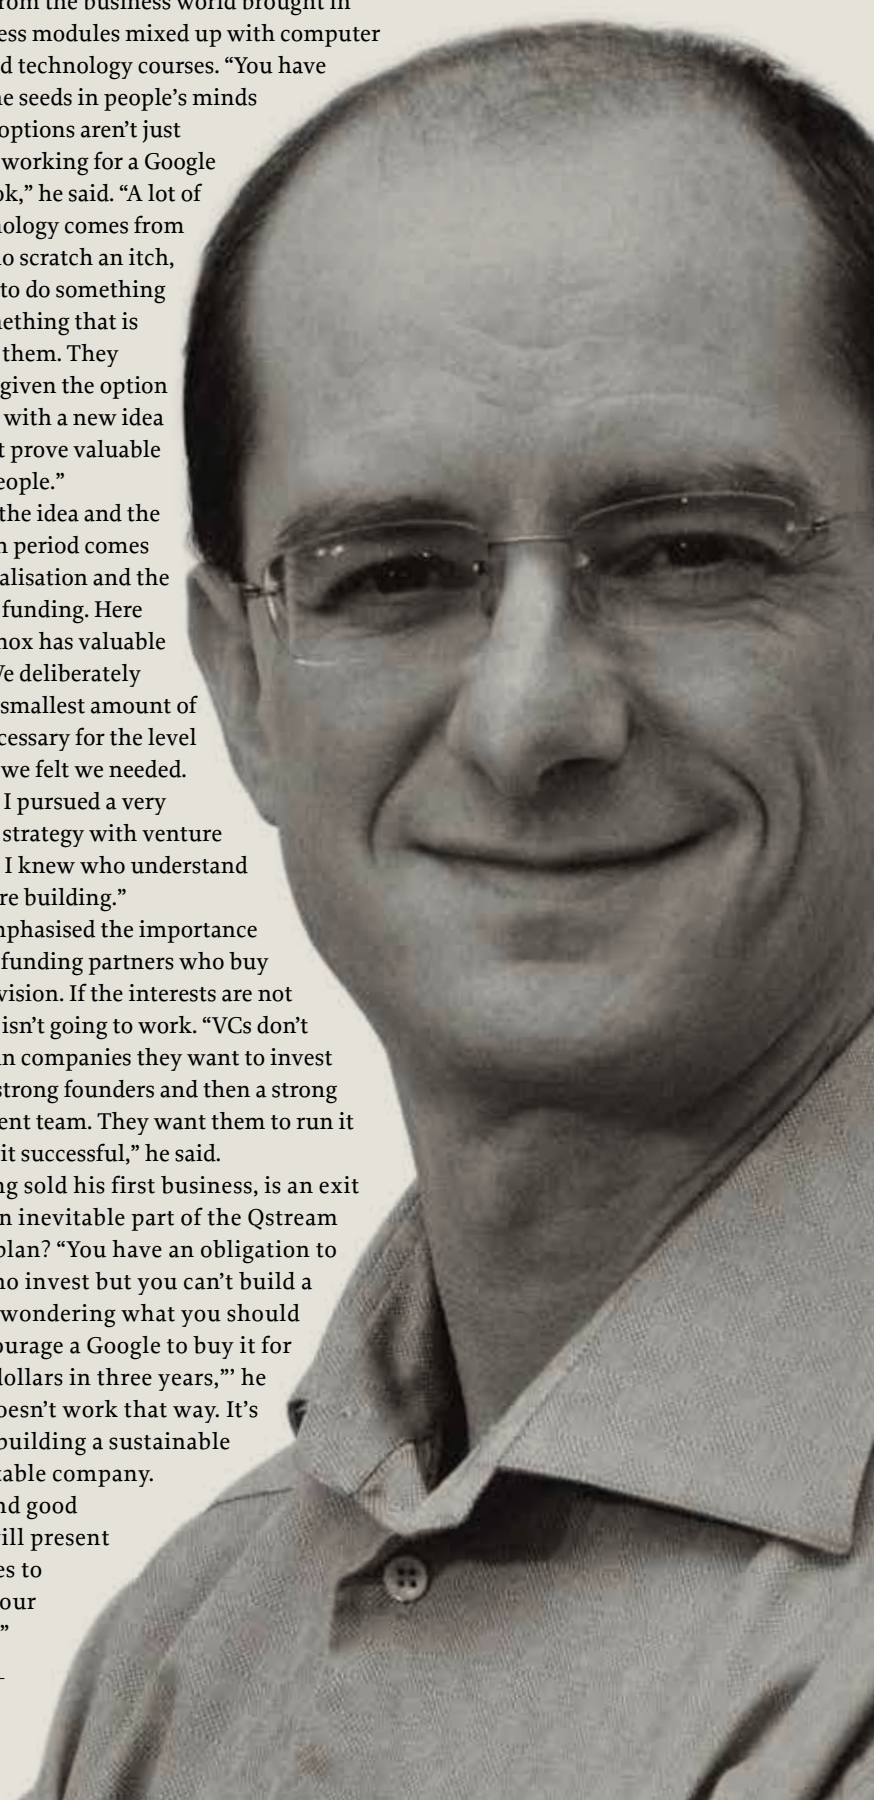 from the business world brought in
ess modules mixed up with computer
d technology courses. “You have
e seeds in people’s minds
options aren’t just
working for a Google
ok,” he said. “A lot of
nology comes from
o scratch an itch,
to do something
nething that is
them. They
given the option
with a new idea
t prove valuable
eople.”
the idea and the
n period comes
alisation and the
funding. Here
nox has valuable
We deliberately
smallest amount of
cessary for the level
we felt we needed.
I pursued a very
strategy with venture
I knew who understand
re building.”
mphasised the importance
funding partners who buy
vision. If the interests are not
isn’t going to work. “VCs don’t
in companies they want to invest
strong founders and then a strong
ent team. They want them to run it
it successful,” he said.
ng sold his first business, is an exit
n inevitable part of the Qstream
plan? “You have an obligation to
ho invest but you can’t build a
wondering what you should
ourage a Google to buy it for
dollars in three years,”’ he
oesn’t work that way. It’s
building a sustainable
table company.
nd good
will present
es to
our
”